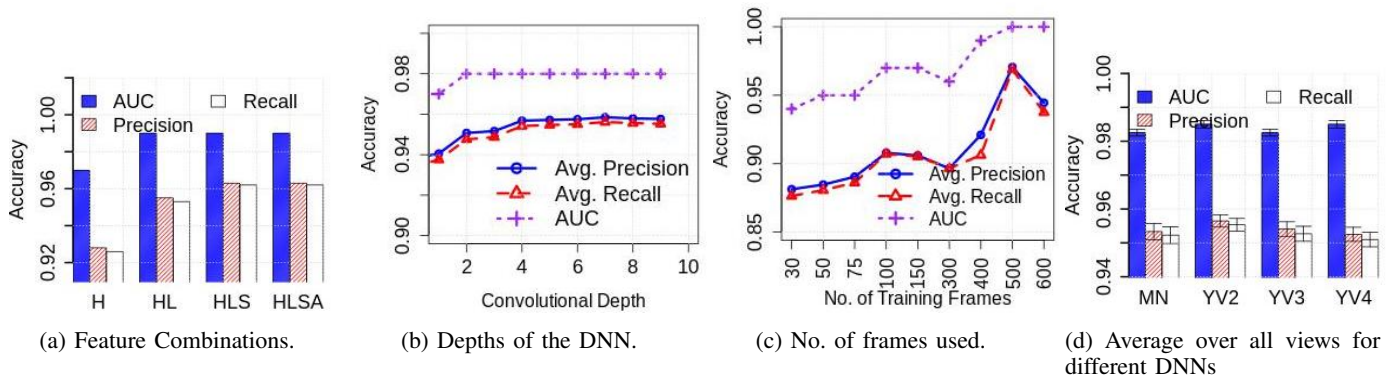 Accuracy
1.00
0.96
0.92
AUC
Recall
Precision
H
HL
HLS
HLSA
(a) Feature Combinations.
Accuracy
0.98
0.94
0.90
Avg. Precision
Avg. Recall
AUC
2
4
6
8
10
Convolutional Depth
(b) Depths of the DNN.
Accuracy
1.00
0.95
0.90
0.85
Avg. Precision
Avg. Recall
AUC
30
50
75
100
150
300
400
500
600
No. of Training Frames
(c) No. of frames used.
Accuracy
1.00
0.98
0.96
0.94
AUC
Recall
Precision
MN
YV2
YV3
YV4
(d) Average over all views for
different DNNs